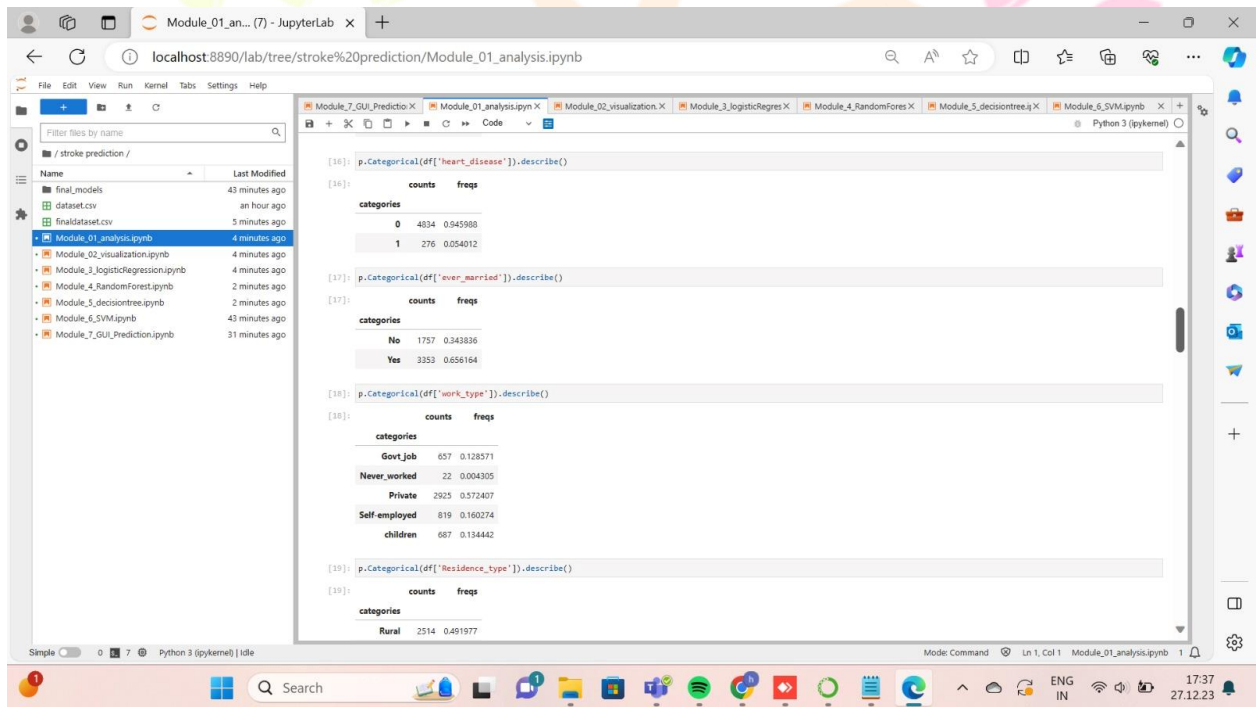 Module_01_an... (7) - JupyterLab
localhost:8890/lab/tree/stroke%20prediction/Module_01_analysis.ipynb
File Edit View Run Kernel Tabs Settings Help
Module_7_GUI_Predictio Module_01_analysis.ipyn Module_02_visualization. Module_3_logisticRegres Module_4_RandomFores Module_5_decisiontree.i Module_6_SVM.ipynb
Code
Python 3 (ipykernel)
Filter files by name
/ stroke prediction /
Name Last Modified
final_models 43 minutes ago
dataset.csv an hour ago
finaldataset.csv 5 minutes ago
Module_01_analysis.ipynb 4 minutes ago
Module_02_visualization.ipynb 4 minutes ago
Module_3_logisticRegression.ipynb 4 minutes ago
Module_4_RandomForest.ipynb 2 minutes ago
Module_5_decisiontree.ipynb 2 minutes ago
Module_6_SVM.ipynb 43 minutes ago
Module_7_GUI_Prediction.ipynb 31 minutes ago
[16]: p.Categorical(df['heart_disease']).describe()
[16]: counts freqs
categories
0 4834 0.945988
1 276 0.054012
[17]: p.Categorical(df['ever_married']).describe()
[17]: counts freqs
categories
No 1757 0.343836
Yes 3353 0.656164
[18]: p.Categorical(df['work_type']).describe()
[18]: counts freqs
categories
Govt_job 657 0.128571
Never_worked 22 0.004305
Private 2925 0.572407
Self-employed 819 0.160274
children 687 0.134442
[19]: p.Categorical(df['Residence_type']).describe()
[19]: counts freqs
categories
Rural 2514 0.491977
Simple 0 7 Python 3 (ipykernel) | Idle
Mode: Command Ln 1, Col 1 Module_01_analysis.ipynb 1
1
Search
1
ENG
IN
17:37
27.12.23